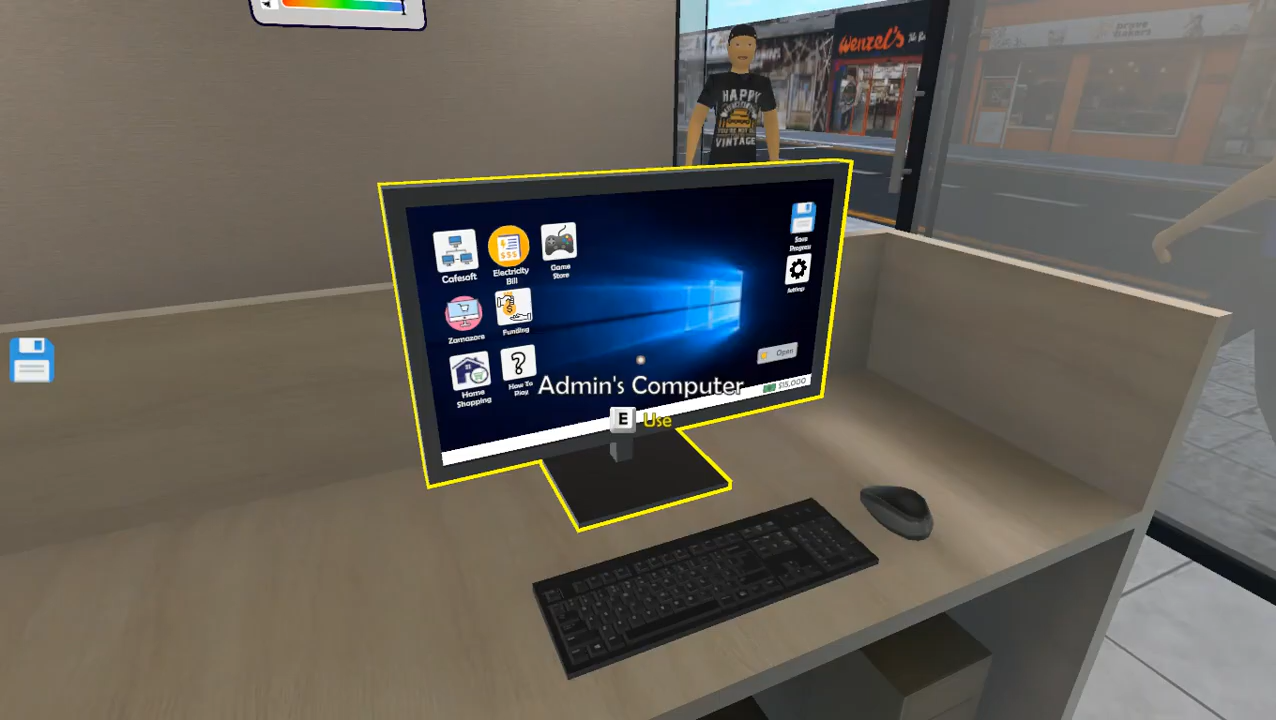 Wenzel's
HAPPY
VINTAGE
Cafesoft
Electricity
Bill
Game
Store
Save
Progress
Zamazore
Funding
Settings
Home
Shopping
How To
Play
Open
$15,000
Admin's Computer
E Use